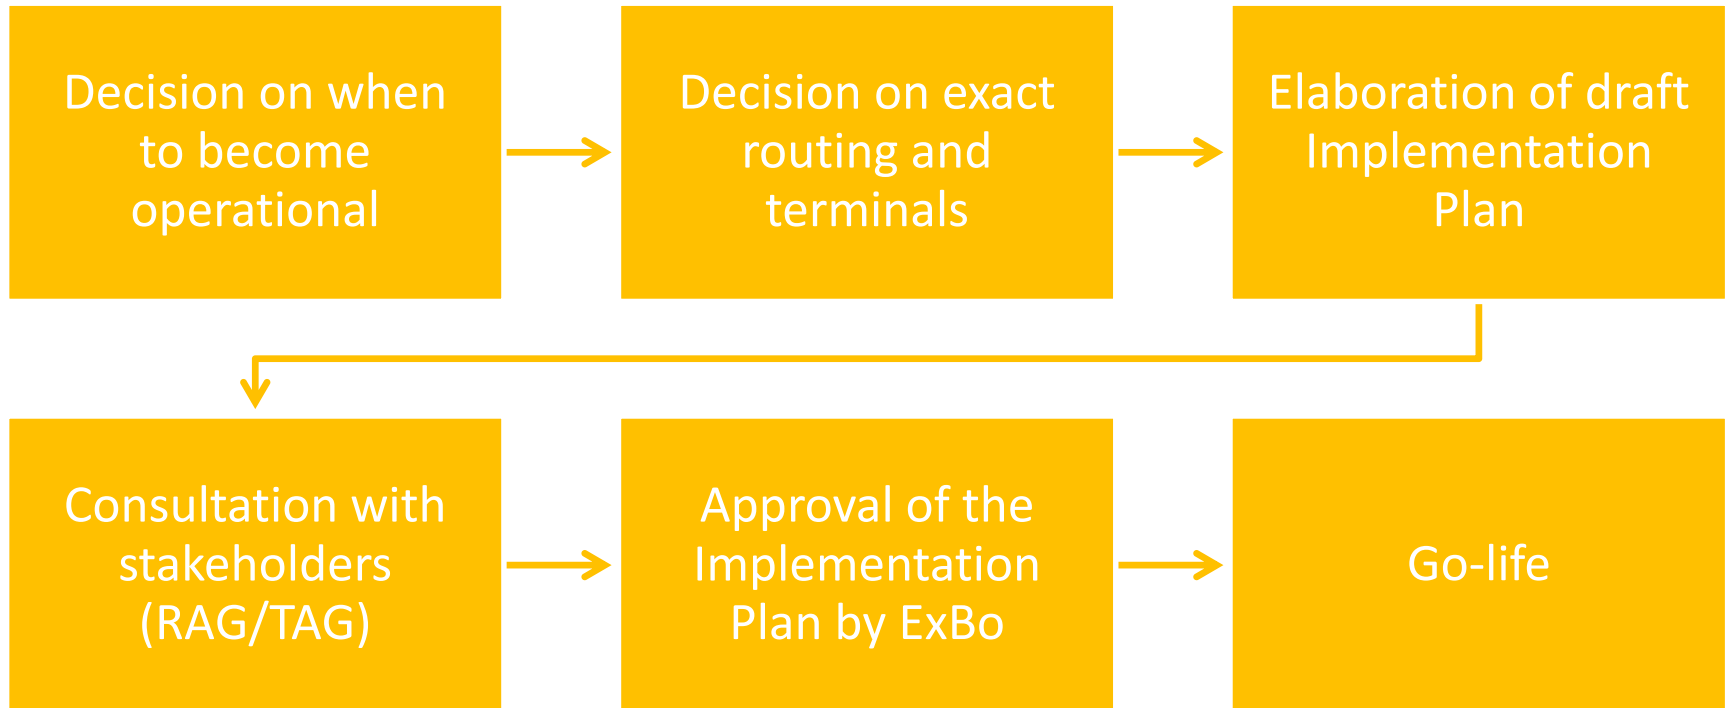 Decision on when
to become
operational
Decision on exact
routing and
terminals
Elaboration of draft
Implementation
Plan
Consultation with
stakeholders
(RAG/TAG)
Approval of the
Implementation
Plan by ExBo
Go-life